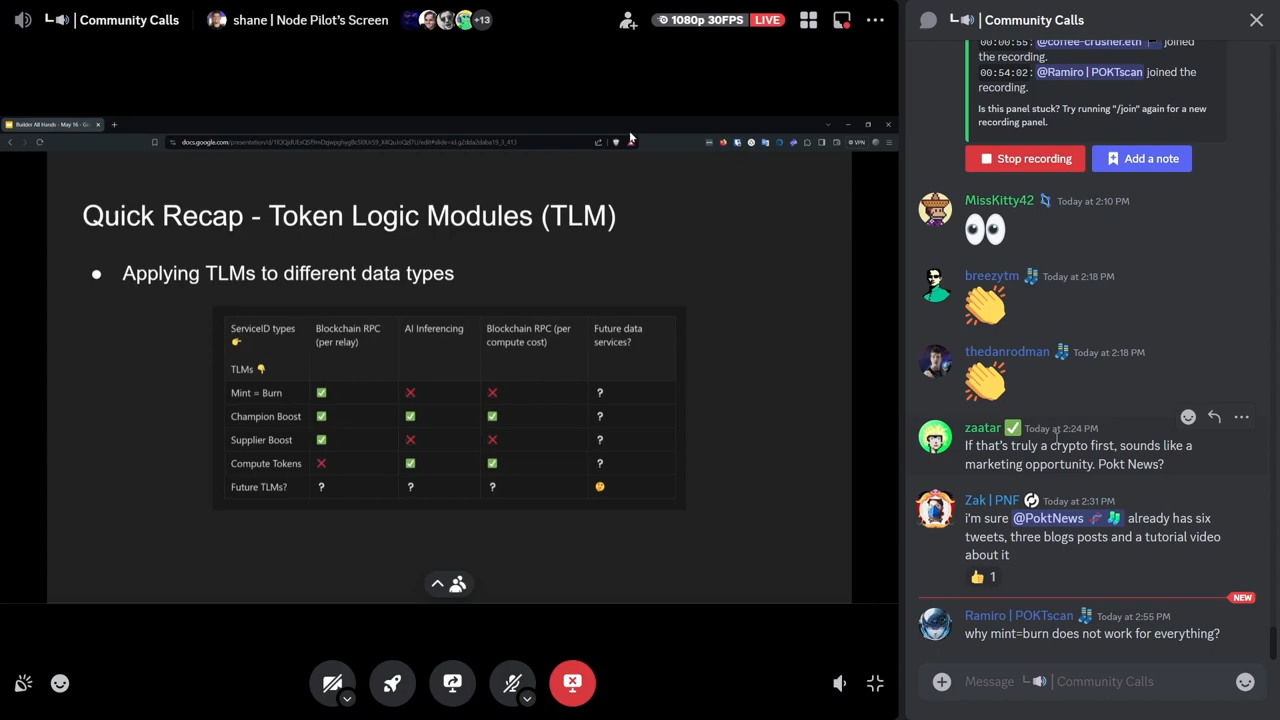 Community Calls
shane | Node Pilot's Screen
+13
1080p 30FPS
LIVE
Builder All Hands - May 16 - G
VPN
Quick Recap - Token Logic Modules (TLM)
● Applying TLMs to different data types
ServiceID types
👉
TLMs 👇
Blockchain RPC
(per relay)
AI Inferencing
Blockchain RPC (per
compute cost)
Future data
services?
Mint = Burn ✅ ❌ ❌ ?
Champion Boost ✅ ✅ ✅ ?
Supplier Boost ✅ ❌ ❌ ?
Compute Tokens ❌ ✅ ✅ ?
Future TLMs? ? ? ? 🤔
Community Calls
00:00:55: @coffee-crusher.eth joined
the recording.
00:54:02: @Ramiro | POKTscan joined the
recording.
Is this panel stuck? Try running "/join" again for a new
recording panel.
Stop recording
Add a note
MissKitty42 Today at 2:10 PM
👀
breezytm Today at 2:18 PM
👏
thedanrodman Today at 2:18 PM
👏
zaatar ✅ Today at 2:24 PM
If that's truly a crypto first, sounds like a
marketing opportunity. Pokt News?
Zak | PNF Today at 2:31 PM
i'm sure @PoktNews 🧬 🧦 already has six
tweets, three blogs posts and a tutorial video
about it
👍 1
NEW
Ramiro | POKTscan Today at 2:55 PM
why mint=burn does not work for everything?
Message Community Calls